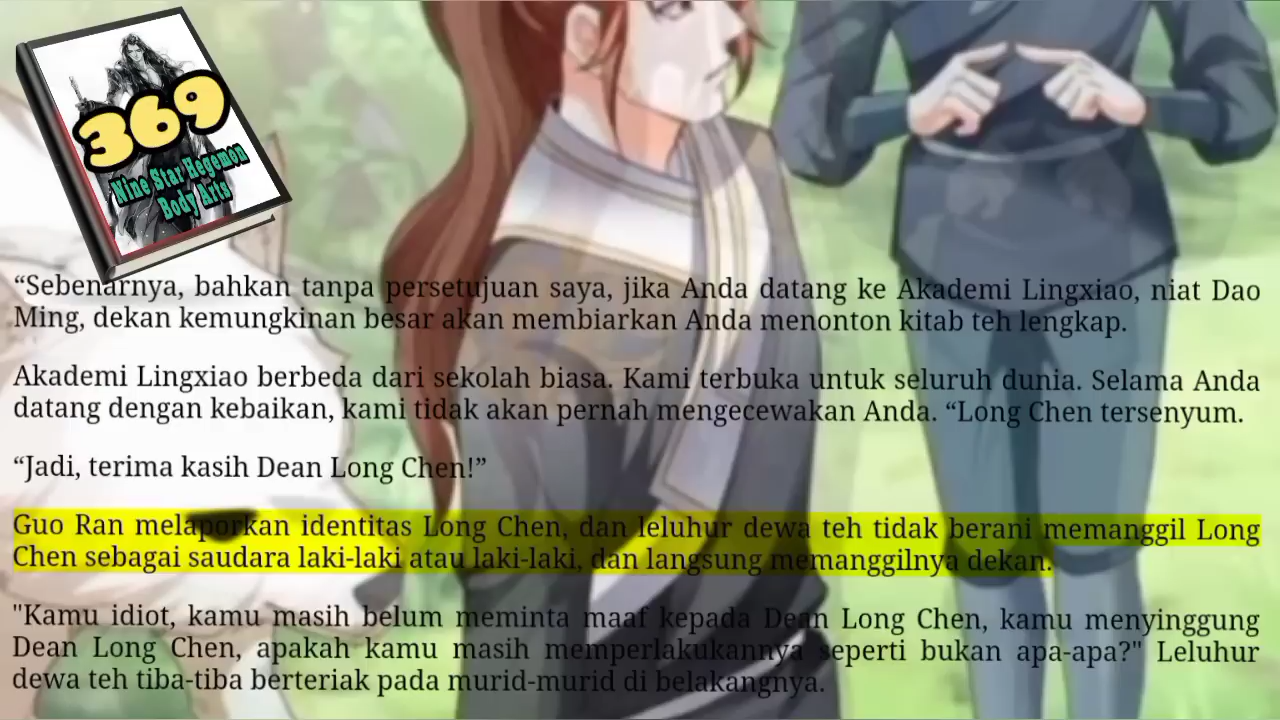 369
Nine Star Hegemon
Body Arts
“Sebenarnya, bahkan tanpa persetujuan saya, jika Anda datang ke Akademi Lingxiao, niat Dao
Ming, dekan kemungkinan besar akan membiarkan Anda menonton kitab teh lengkap.
Akademi Lingxiao berbeda dari sekolah biasa. Kami terbuka untuk seluruh dunia. Selama Anda
datang dengan kebaikan, kami tidak akan pernah mengecewakan Anda. “Long Chen tersenyum.
“Jadi, terima kasih Dean Long Chen!”
Guo Ran melaporkan identitas Long Chen, dan leluhur dewa teh tidak berani memanggil Long
Chen sebagai saudara laki-laki atau laki-laki, dan langsung memanggilnya dekan.
"Kamu idiot, kamu masih belum meminta maaf kepada Dean Long Chen, kamu menyinggung
Dean Long Chen, apakah kamu masih memperlakukannya seperti bukan apa-apa?" Leluhur
dewa teh tiba-tiba berteriak pada murid-murid di belakangnya.